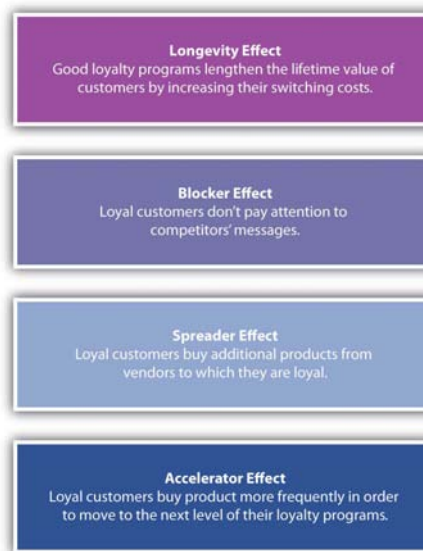 Longevity Effect
Good loyalty programs lengthen the lifetime value of
customers by increasing their switching costs.
Blocker Effect
Loyal customers don't pay attention to
competitors' messages.
Spreader Effect
Loyal customers buy additional products from
vendors to which they are loyal.
Accelerator Effect
Loyal customers buy product more frequently in order
to move to the next level of their loyalty programs.